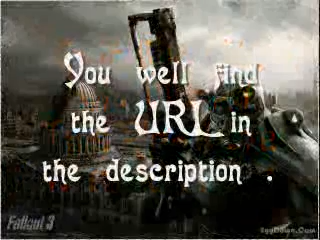 You well find
the URL in
the description .
Fallout 3